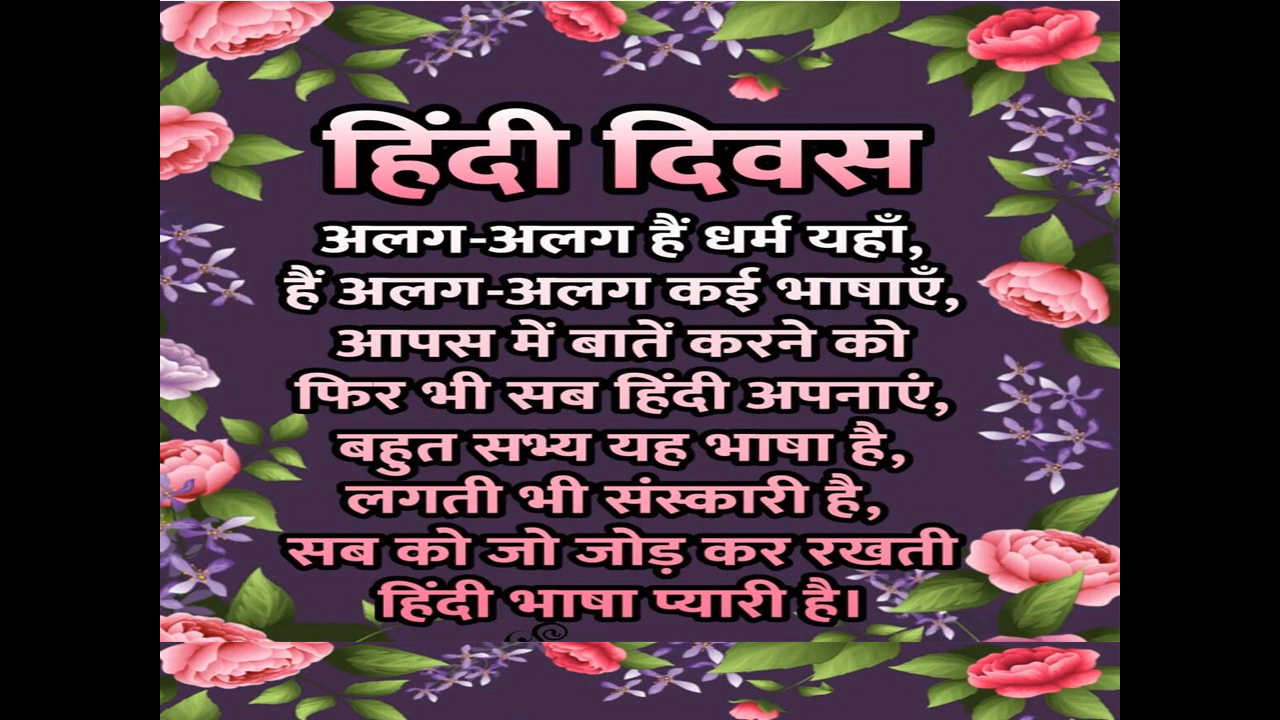 हिंदी दिवस
अलग-अलग हैं धर्म यहाँ,
हैं अलग-अलग कई भाषाएँ,
आपस में बातें करने को
फिर भी सब हिंदी अपनाएं,
बहुत सभ्य यह भाषा है,
लगती भी संस्कारी है,
सब को जो जोड़ कर रखती
हिंदी भाषा प्यारी है।